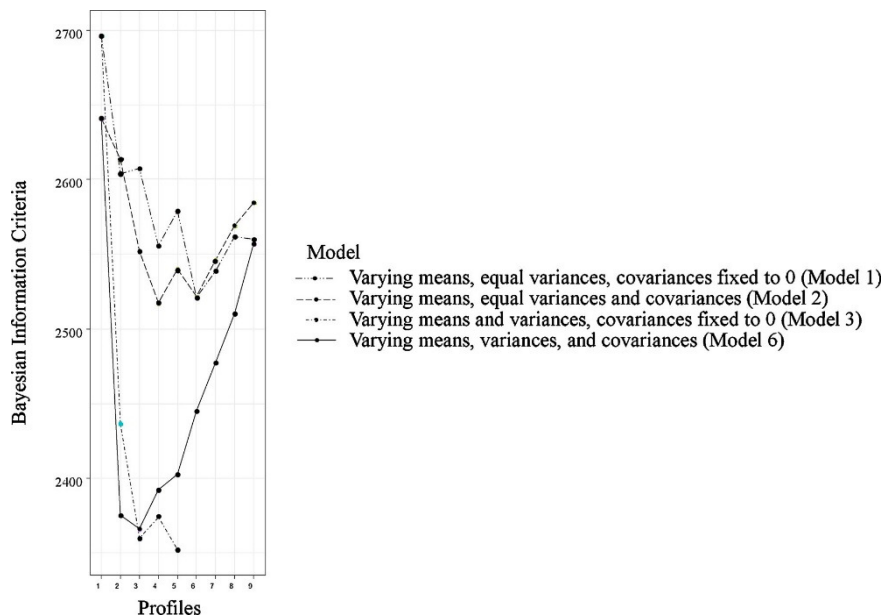 2700
2600
2500
2400
Bayesian Information Criteria
1 2 3 4 5 6 7 8 9
Profiles
Model
Varying means, equal variances, covariances fixed to 0 (Model 1)
Varying means, equal variances and covariances (Model 2)
Varying means and variances, covariances fixed to 0 (Model 3)
Varying means, variances, and covariances (Model 6)